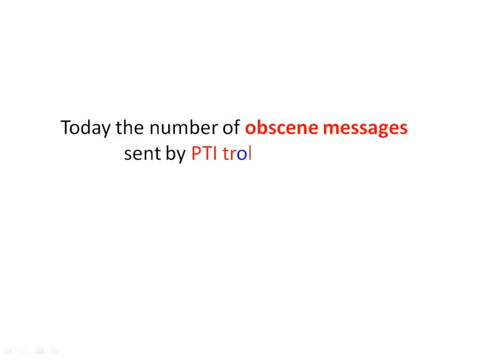 Today the number of obscene messages
sent by PTI trol